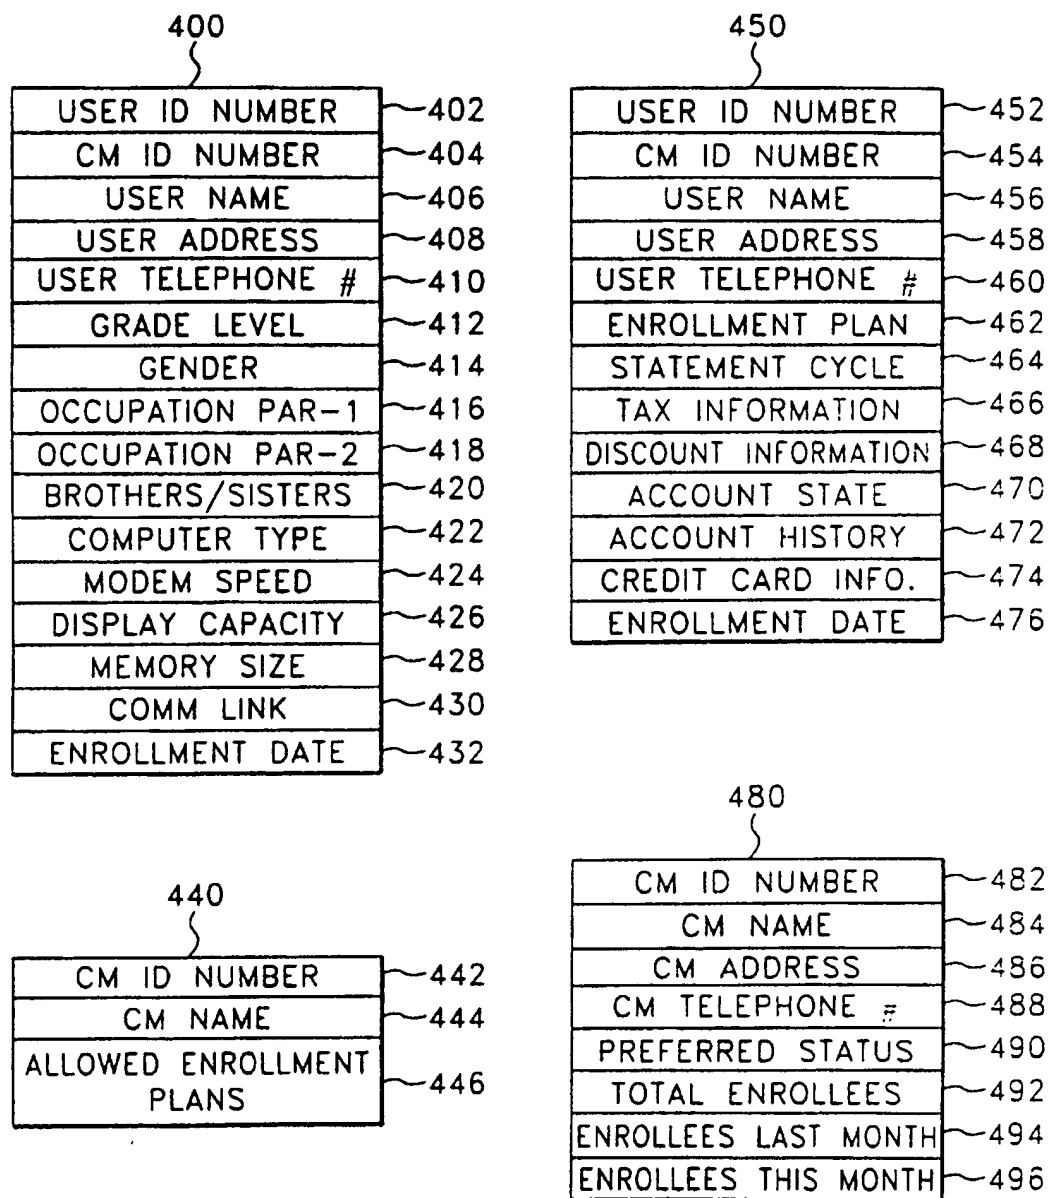 400
USER ID NUMBER 402
CM ID NUMBER 404
USER NAME 406
USER ADDRESS 408
USER TELEPHONE # 410
GRADE LEVEL 412
GENDER 414
OCCUPATION PAR-1 416
OCCUPATION PAR-2 418
BROTHERS/SISTERS 420
COMPUTER TYPE 422
MODEM SPEED 424
DISPLAY CAPACITY 426
MEMORY SIZE 428
COMM LINK 430
ENROLLMENT DATE 432
440
CM ID NUMBER 442
CM NAME 444
ALLOWED ENROLLMENT
PLANS 446
450
USER ID NUMBER 452
CM ID NUMBER 454
USER NAME 456
USER ADDRESS 458
USER TELEPHONE # 460
ENROLLMENT PLAN 462
STATEMENT CYCLE 464
TAX INFORMATION 466
DISCOUNT INFORMATION 468
ACCOUNT STATE 470
ACCOUNT HISTORY 472
CREDIT CARD INFO. 474
ENROLLMENT DATE 476
480
CM ID NUMBER 482
CM NAME 484
CM ADDRESS 486
CM TELEPHONE # 488
PREFERRED STATUS 490
TOTAL ENROLLEES 492
ENROLLEES LAST MONTH 494
ENROLLEES THIS MONTH 496